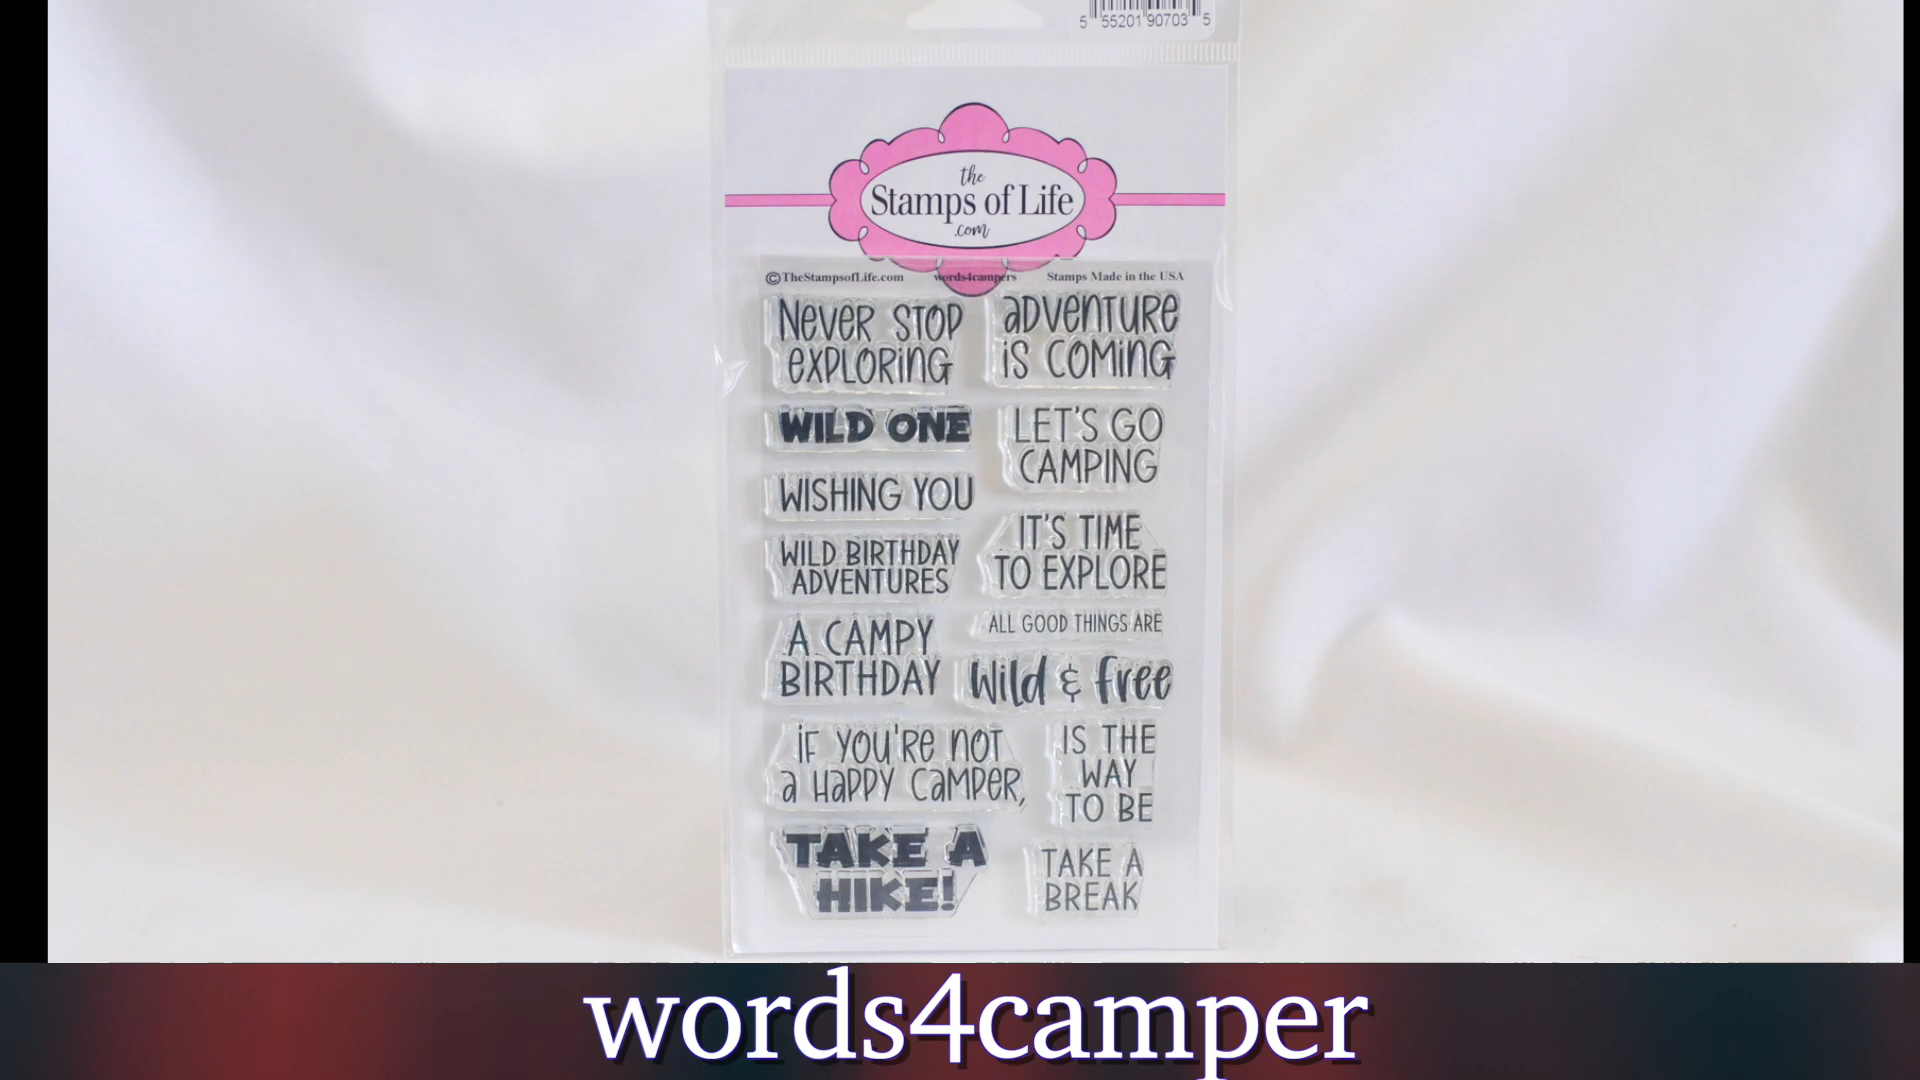 5 55201 90703 5
the
Stamps of Life
.com
©TheStampsofLife.com words4campers Stamps Made in the USA
Never STOP
exploring
adventure
is coming
WILD ONE
LET'S GO
CAMPING
WISHING YOU
IT'S TIME
TO EXPLORE
WILD BIRTHDAY
ADVENTURES
ALL GOOD THINGS ARE
A CAMPY
BIRTHDAY
Wild & free
if you're not
a happy camper,
IS THE
WAY
TO BE
TAKE A
HIKE!
TAKE A
BREAK
words4camper